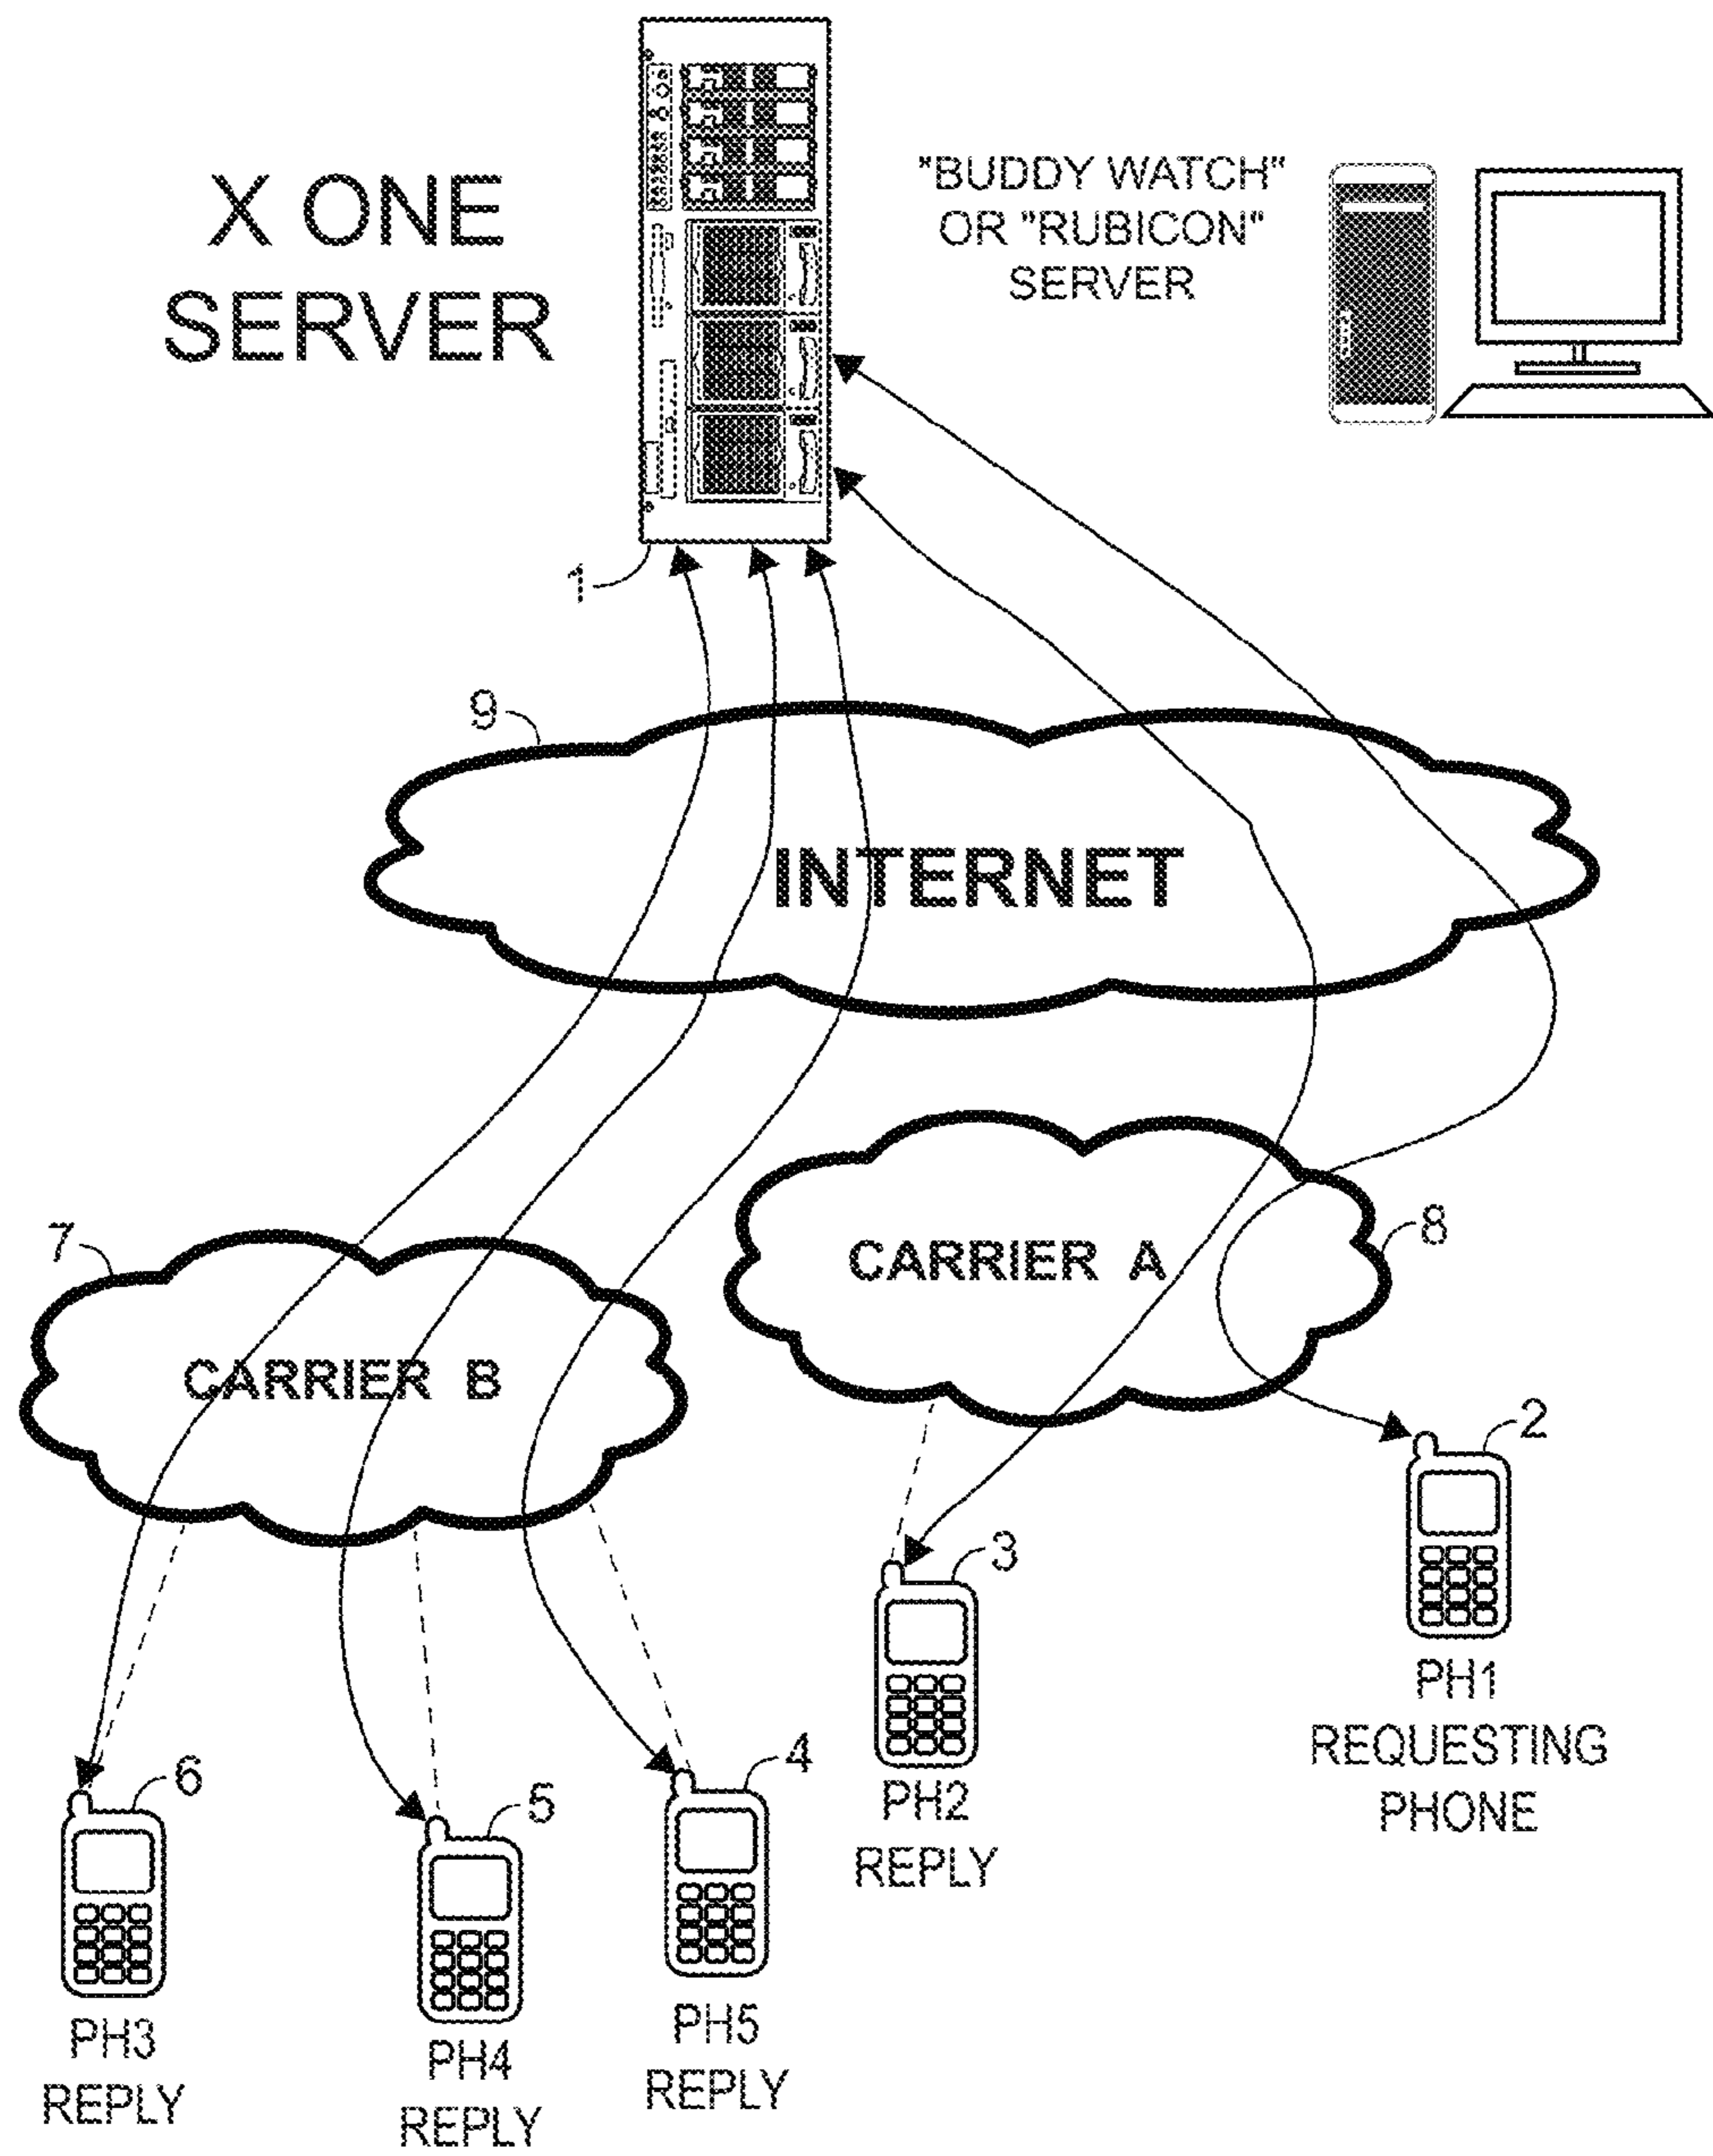 X ONE
SERVER
"BUDDY WATCH"
OR "RUBICON"
SERVER
1
9
INTERNET
7
CARRIER B
CARRIER A
8
2
PH1
REQUESTING
PHONE
3
PH2
REPLY
4
PH5
REPLY
5
PH4
REPLY
6
PH3
REPLY